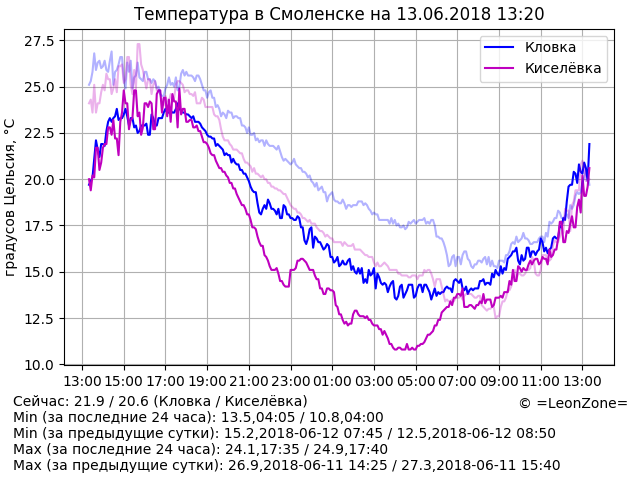 Температура в Смоленске на 13.06.2018 13:20
Кловка
Киселёвка
градусов Цельсия, °C
27.5
25.0
22.5
20.0
17.5
15.0
12.5
10.0
13:00 15:00 17:00 19:00 21:00 23:00 01:00 03:00 05:00 07:00 09:00 11:00 13:00
Сейчас: 21.9 / 20.6 (Кловка / Киселёвка)
© =LeonZone=
Min (за последние 24 часа): 13.5,04:05 / 10.8,04:00
Min (за предыдущие сутки): 15.2,2018-06-12 07:45 / 12.5,2018-06-12 08:50
Max (за последние 24 часа): 24.1,17:35 / 24.9,17:40
Max (за предыдущие сутки): 26.9,2018-06-11 14:25 / 27.3,2018-06-11 15:40